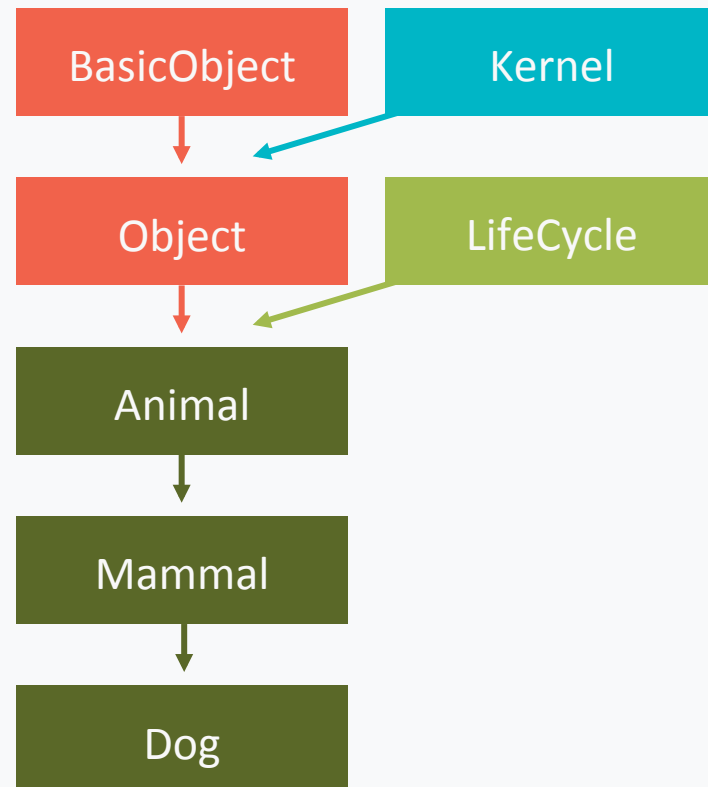 BasicObject
Kernel
Object
LifeCycle
Animal
Mammal
Dog